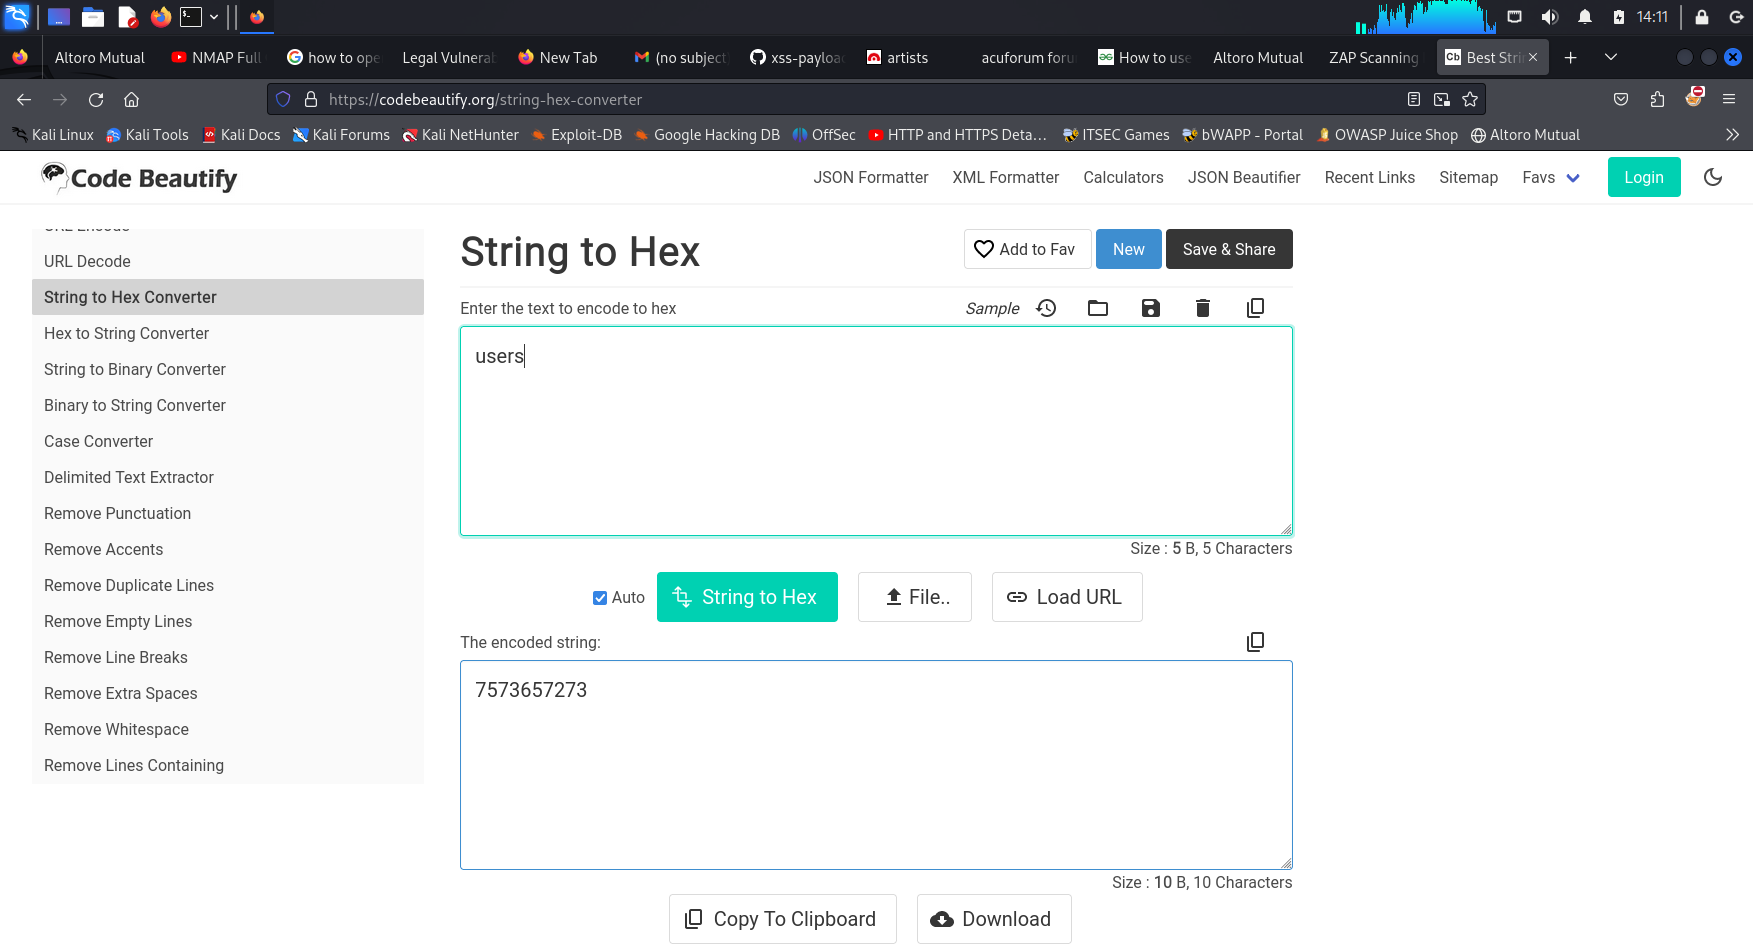 14:11
Altoro Mutual NMAP Full how to ope Legal Vulnera New Tab (no subject xss-payloa artists acuforum foru How to use Altoro Mutual ZAP Scanning Cb Best Stri
https://codebeautify.org/string-hex-converter
Kali Linux Kali Tools Kali Docs Kali Forums Kali NetHunter Exploit-DB Google Hacking DB OffSec HTTP and HTTPS Deta... ITSEC Games bWAPP - Portal OWASP Juice Shop Altoro Mutual
Code Beautify JSON Formatter XML Formatter Calculators JSON Beautifier Recent Links Sitemap Favs Login
URL Encode
URL Decode
String to Hex Converter
Hex to String Converter
String to Binary Converter
Binary to String Converter
Case Converter
Delimited Text Extractor
Remove Punctuation
Remove Accents
Remove Duplicate Lines
Remove Empty Lines
Remove Line Breaks
Remove Extra Spaces
Remove Whitespace
Remove Lines Containing
String to Hex Add to Fav New Save & Share
Enter the text to encode to hex Sample
users
Size : 5 B, 5 Characters
Auto String to Hex File.. Load URL
The encoded string:
7573657273
Size : 10 B, 10 Characters
Copy To Clipboard Download